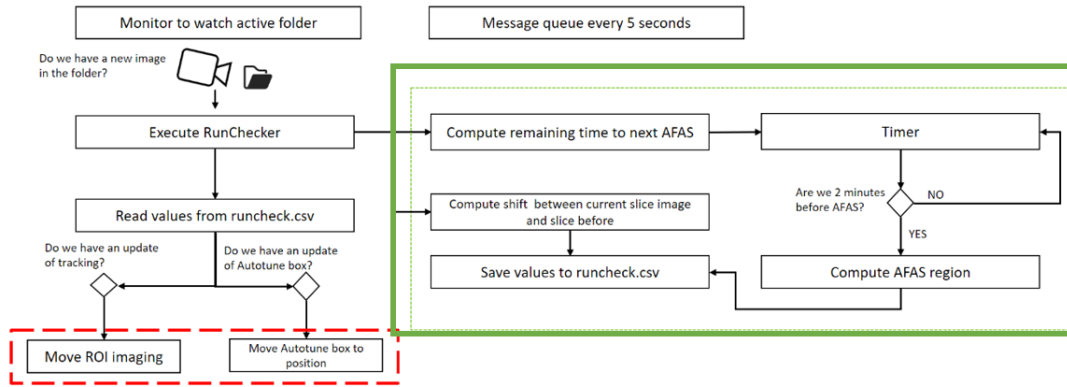 Monitor to watch active folder
Message queue every 5 seconds
Do we have a new image
in the folder?
Execute RunChecker
Compute remaining time to next AFAS
Timer
Are we 2 minutes
before AFAS?
NO
YES
Read values from runcheck.csv
Compute shift between current slice image
and slice before
Do we have an update
of tracking?
Do we have an update
of Autotune box?
Save values to runcheck.csv
Compute AFAS region
Move ROI imaging
Move Autotune box to
position